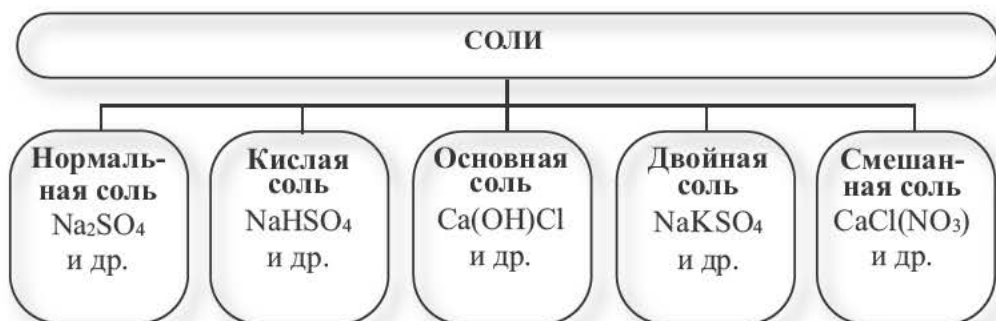 СОЛИ
Нормаль-
ная соль
Na₂SO₄
и др.
Кислая
соль
NaHSO₄
и др.
Основная
соль
Ca(OH)Cl
и др.
Двойная
соль
NaKSO₄
и др.
Смешан-
ная соль
CaCl(NO₃)
и др.